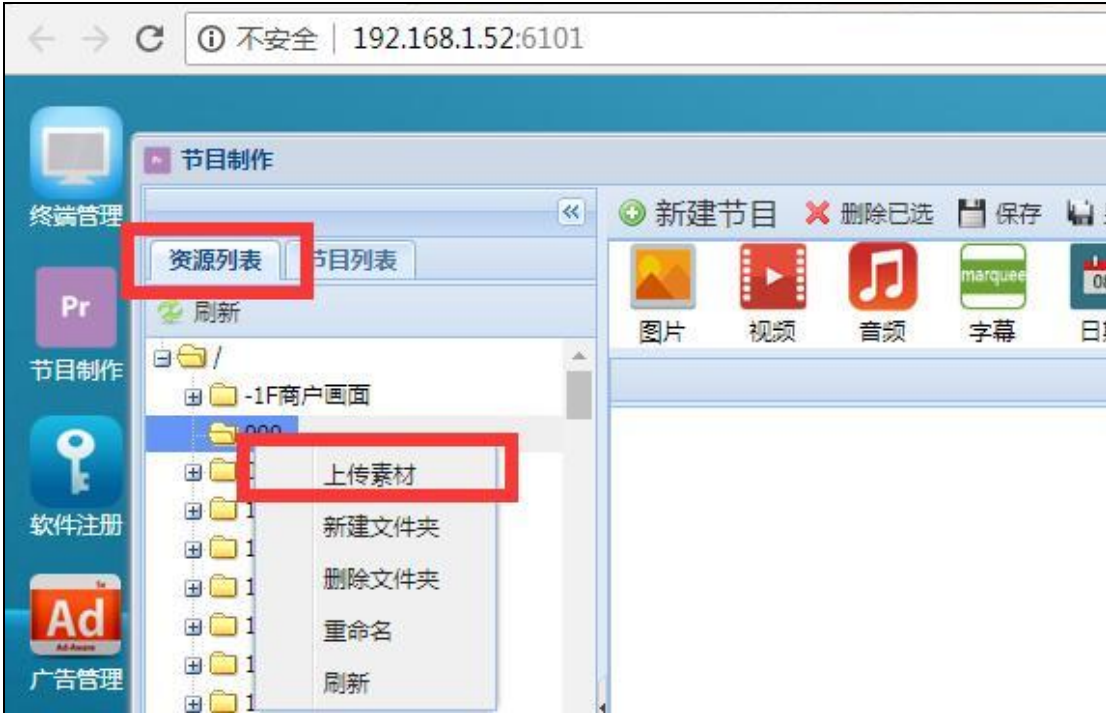 不安全 | 192.168.1.52:6101
节目制作
终端管理
新建节目 删除已选 保存
资源列表 节目列表
刷新
marquee
图片 视频 音频 字幕
Pr
节目制作
/
-1F商户画面
上传素材
新建文件夹
软件注册
删除文件夹
重命名
Ad
Ad-Aware
广告管理
刷新